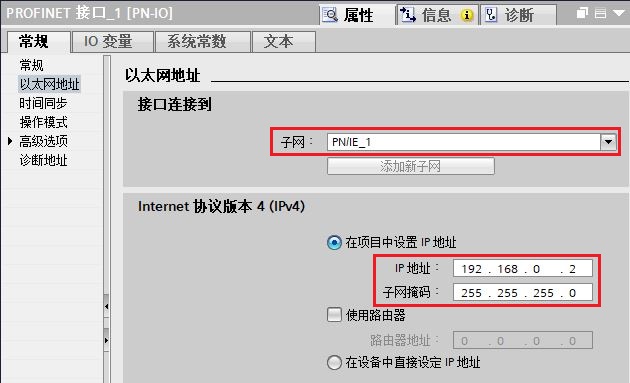 PROFINET 接口_1 [PN-IO]
属性
信息
诊断
常规
IO 变量
系统常数
文本
常规
以太网地址
时间同步
操作模式
高级选项
诊断地址
以太网地址
接口连接到
子网： PN/IE_1
添加新子网
Internet 协议版本 4 (IPv4)
在项目中设置 IP 地址
IP 地址： 192 . 168 . 0 . 2
子网掩码： 255 . 255 . 255 . 0
使用路由器
路由器地址： 0 . 0 . 0 . 0
在设备中直接设定 IP 地址